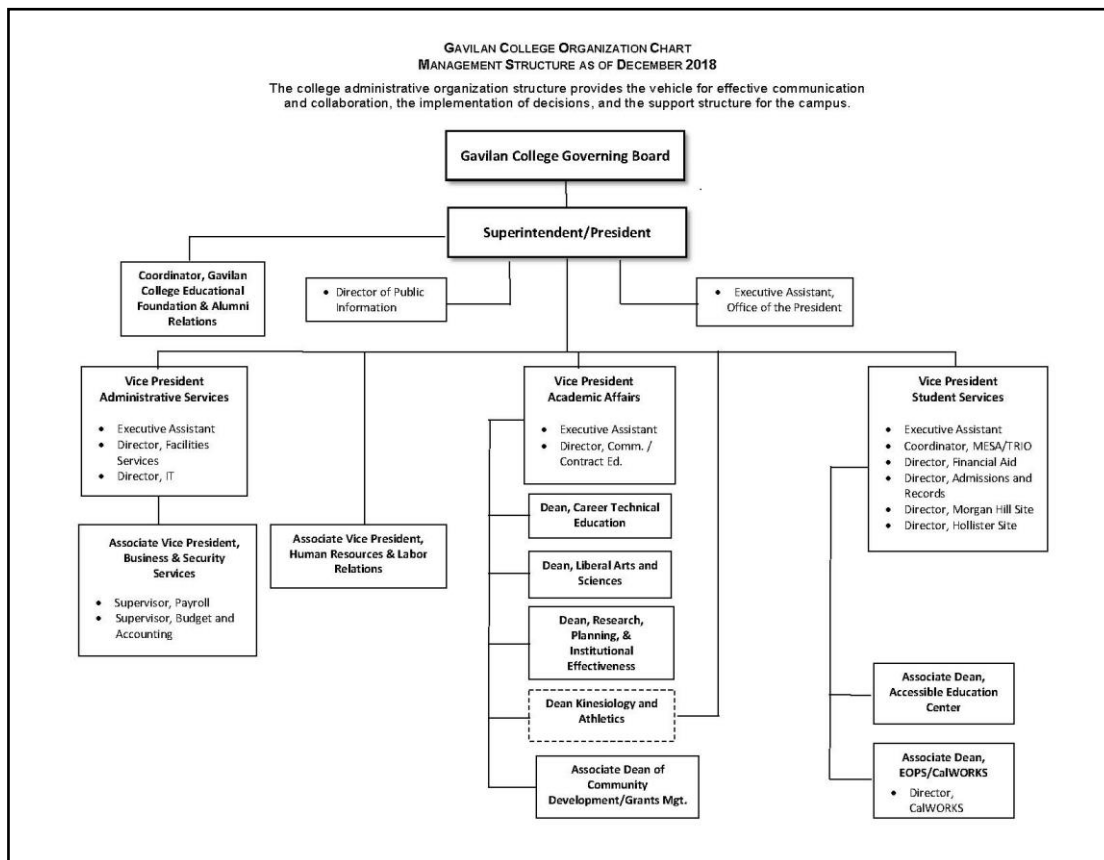 GAVILAN COLLEGE ORGANIZATION CHART
MANAGEMENT STRUCTURE AS OF DECEMBER 2018
The college administrative organization structure provides the vehicle for effective communication
and collaboration, the implementation of decisions, and the support structure for the campus.
Gavilan College Governing Board
Superintendent/President
Coordinator, Gavilan
College Educational
Foundation & Alumni
Relations
• Director of Public
Information
• Executive Assistant,
Office of the President
Vice President
Administrative Services
• Executive Assistant
• Director, Facilities
Services
• Director, IT
Associate Vice President,
Business & Security
Services
• Supervisor, Payroll
• Supervisor, Budget and
Accounting
Associate Vice President,
Human Resources & Labor
Relations
Vice President
Academic Affairs
• Executive Assistant
• Director, Comm. /
Contract Ed.
Dean, Career Technical
Education
Dean, Liberal Arts and
Sciences
Dean, Research,
Planning, &
Institutional
Effectiveness
Dean Kinesiology and
Athletics
Associate Dean of
Community
Development/Grants Mgt.
Vice President
Student Services
• Executive Assistant
• Coordinator, MESA/TRIO
• Director, Financial Aid
• Director, Admissions and
Records
• Director, Morgan Hill Site
• Director, Hollister Site
Associate Dean,
Accessible Education
Center
Associate Dean,
EOPS/CalWORKS
• Director,
CalWORKS